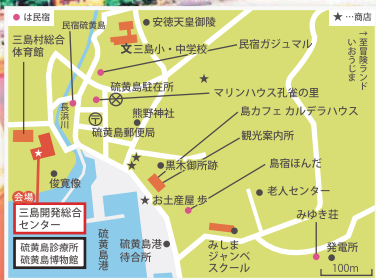 は民宿
★…商店
民宿硫黄島
安徳天皇御陵
三島村総合
体育館
文三島小・中学校
民宿ガジュマル
→至冒険ランド
いおうじま
硫黄島駐在所
マリンハウス孔雀の里
長浜川
熊野神社
島カフェ カルデラハウス
硫黄島郵便局
観光案内所
黒木御所跡
島宿ほんだ
俊寛像
お土産屋 歩
老人センター
会場
三島開発総合
センター
みゆき荘
硫黄島港
硫黄島港
待合所
みしま
ジャンベ
スクール
発電所
硫黄島診療所
硫黄島博物館
100m